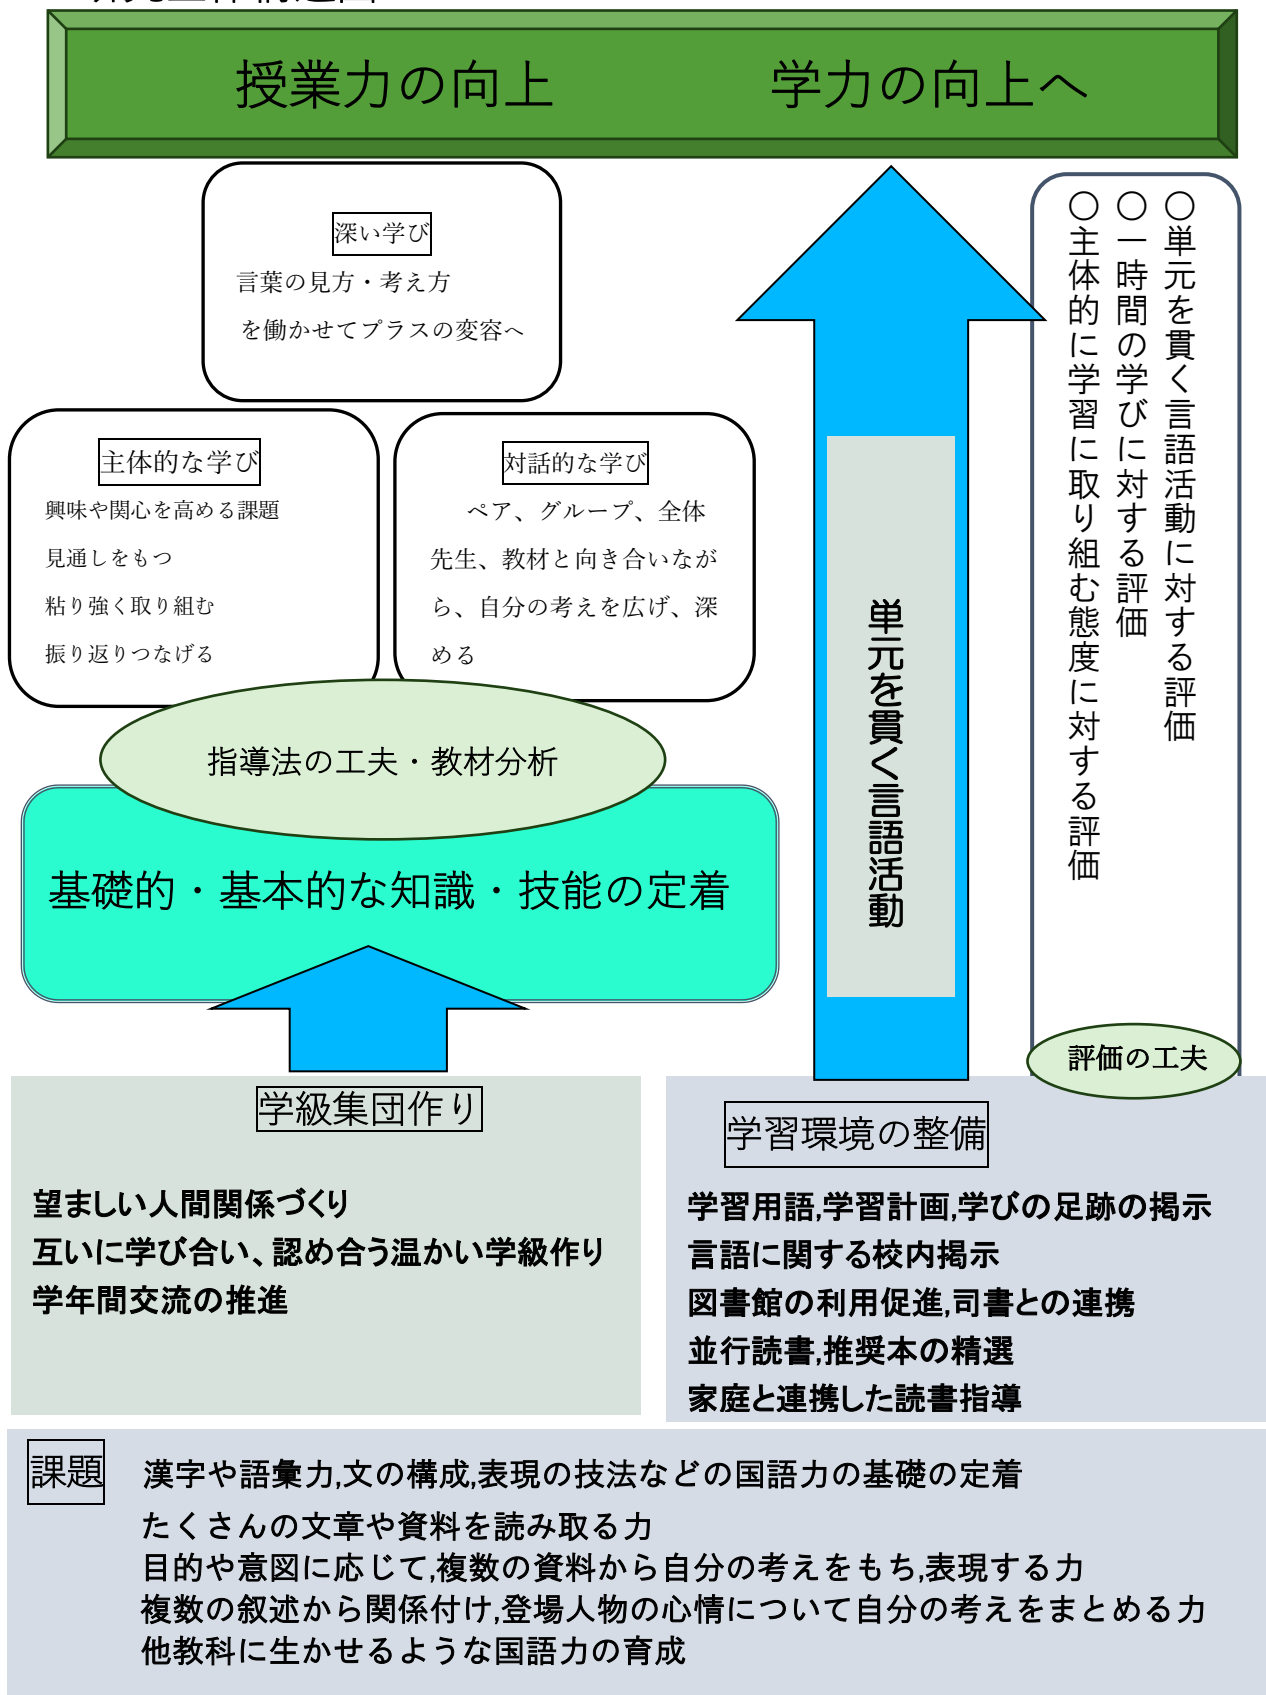 授業力の向上　学力の向上へ
深い学び
言葉の見方・考え方
を働かせてプラスの変容へ
主体的な学び
興味や関心を高める課題
見通しをもつ
粘り強く取り組む
振り返りつなげる
対話的な学び
ペア、グループ、全体
先生、教材と向き合いなが
ら、自分の考えを広げ、深
める
指導法の工夫・教材分析
基礎的・基本的な知識・技能の定着
単元を貫く言語活動
○単元を貫く言語活動に対する評価
○一時間の学びに対する評価
○主体的に学習に取り組む態度に対する評価
評価の工夫
学級集団作り
望ましい人間関係づくり
互いに学び合い、認め合う温かい学級作り
学年間交流の推進
学習環境の整備
学習用語,学習計画,学びの足跡の掲示
言語に関する校内掲示
図書館の利用促進,司書との連携
並行読書,推奨本の精選
家庭と連携した読書指導
課題　漢字や語彙力,文の構成,表現の技法などの国語力の基礎の定着
たくさんの文章や資料を読み取る力
目的や意図に応じて,複数の資料から自分の考えをもち,表現する力
複数の叙述から関係付け,登場人物の心情について自分の考えをまとめる力
他教科に生かせるような国語力の育成